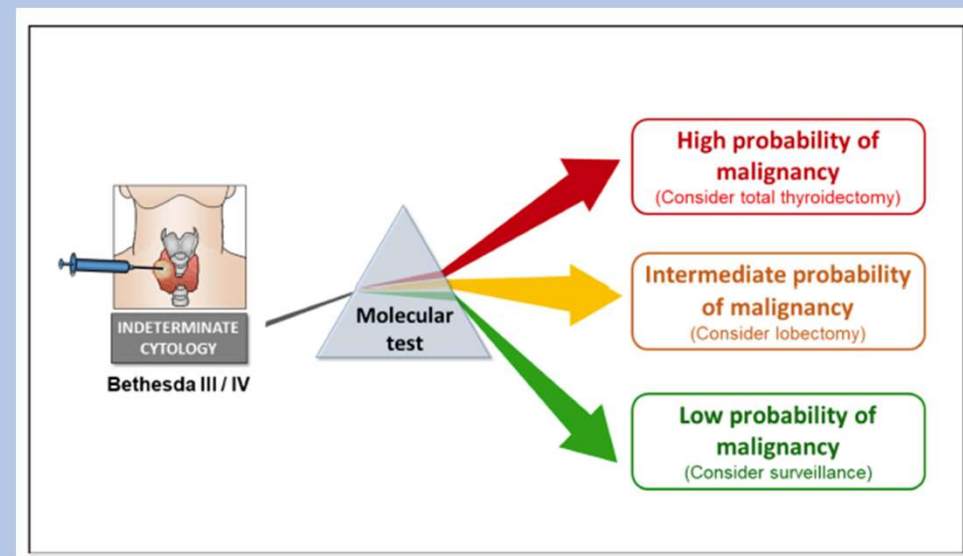 INDETERMINATE
CYTOLOGY
Bethesda III / IV
Molecular
test
High probability of
malignancy
(Consider total thyroidectomy)
Intermediate probability
of malignancy
(Consider lobectomy)
Low probability of
malignancy
(Consider surveillance)